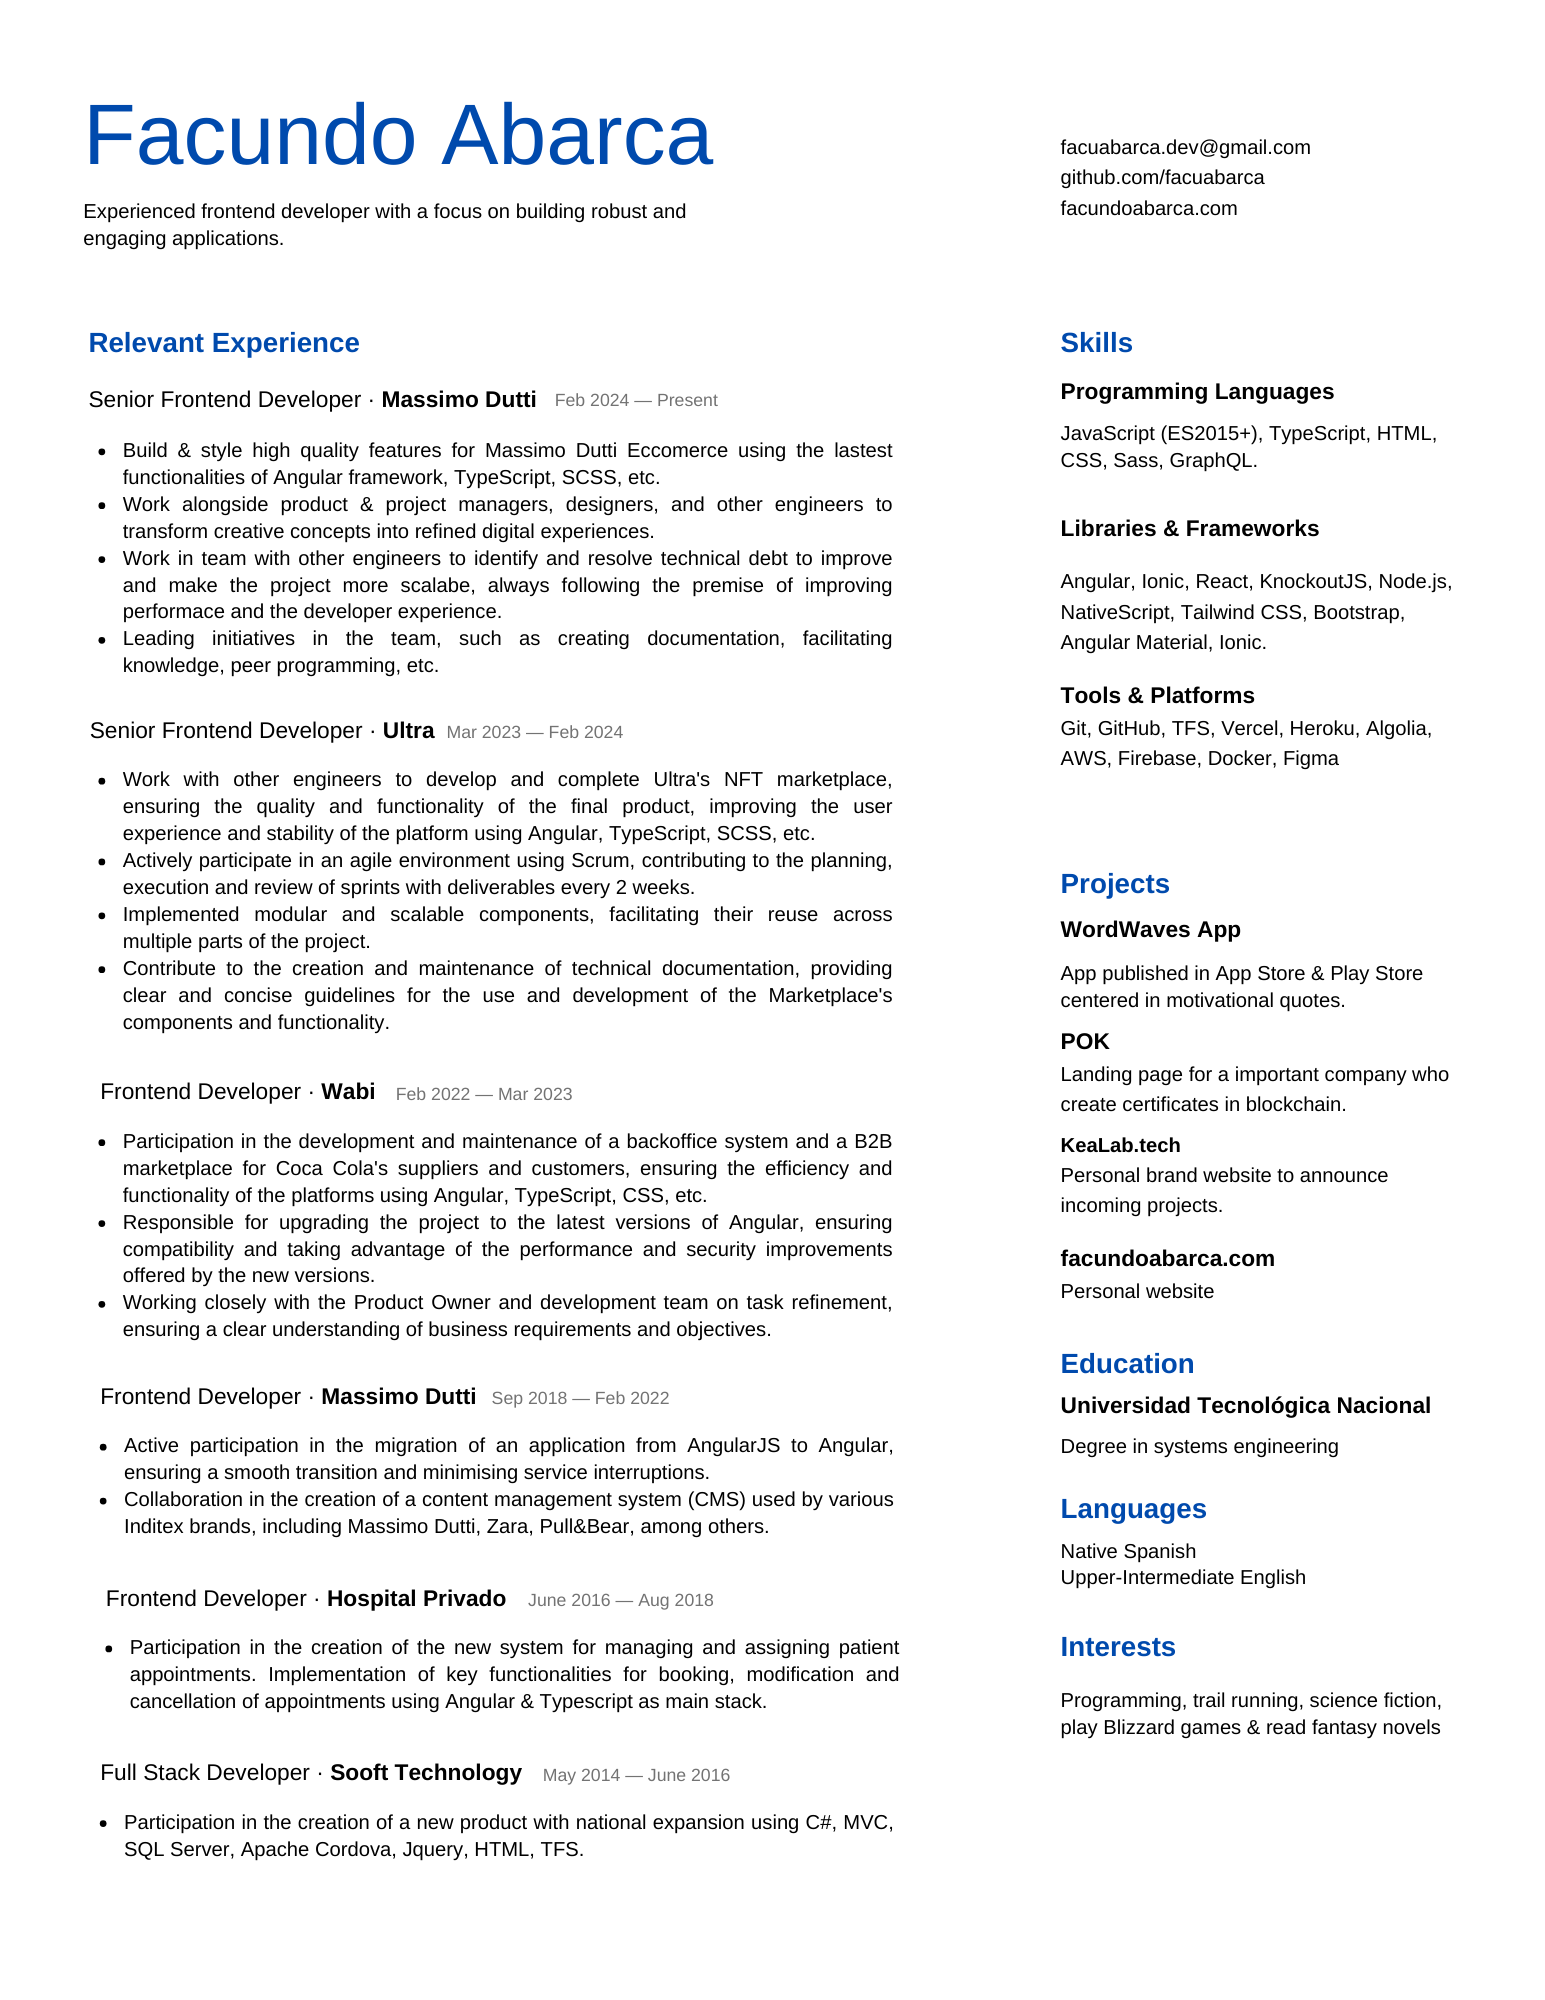 Facundo Abarca
Experienced frontend developer with a focus on building robust and
engaging applications.
facuabarca.dev@gmail.com
github.com/facuabarca
facundoabarca.com
Relevant Experience
Senior Frontend Developer · Massimo Dutti Feb 2024 — Present
• Build & style high quality features for Massimo Dutti Eccomerce using the lastest
functionalities of Angular framework, TypeScript, SCSS, etc.
• Work alongside product & project managers, designers, and other engineers to
transform creative concepts into refined digital experiences.
• Work in team with other engineers to identify and resolve technical debt to improve
and make the project more scalabe, always following the premise of improving
performace and the developer experience.
• Leading initiatives in the team, such as creating documentation, facilitating
knowledge, peer programming, etc.
Senior Frontend Developer · Ultra Mar 2023 — Feb 2024
• Work with other engineers to develop and complete Ultra's NFT marketplace,
ensuring the quality and functionality of the final product, improving the user
experience and stability of the platform using Angular, TypeScript, SCSS, etc.
• Actively participate in an agile environment using Scrum, contributing to the planning,
execution and review of sprints with deliverables every 2 weeks.
• Implemented modular and scalable components, facilitating their reuse across
multiple parts of the project.
• Contribute to the creation and maintenance of technical documentation, providing
clear and concise guidelines for the use and development of the Marketplace's
components and functionality.
Frontend Developer · Wabi Feb 2022 — Mar 2023
• Participation in the development and maintenance of a backoffice system and a B2B
marketplace for Coca Cola's suppliers and customers, ensuring the efficiency and
functionality of the platforms using Angular, TypeScript, CSS, etc.
• Responsible for upgrading the project to the latest versions of Angular, ensuring
compatibility and taking advantage of the performance and security improvements
offered by the new versions.
• Working closely with the Product Owner and development team on task refinement,
ensuring a clear understanding of business requirements and objectives.
Frontend Developer · Massimo Dutti Sep 2018 — Feb 2022
• Active participation in the migration of an application from AngularJS to Angular,
ensuring a smooth transition and minimising service interruptions.
• Collaboration in the creation of a content management system (CMS) used by various
Inditex brands, including Massimo Dutti, Zara, Pull&Bear, among others.
Frontend Developer · Hospital Privado June 2016 — Aug 2018
• Participation in the creation of the new system for managing and assigning patient
appointments. Implementation of key functionalities for booking, modification and
cancellation of appointments using Angular & Typescript as main stack.
Full Stack Developer · Sooft Technology May 2014 — June 2016
• Participation in the creation of a new product with national expansion using C#, MVC,
SQL Server, Apache Cordova, Jquery, HTML, TFS.
Skills
Programming Languages
JavaScript (ES2015+), TypeScript, HTML,
CSS, Sass, GraphQL.
Libraries & Frameworks
Angular, Ionic, React, KnockoutJS, Node.js,
NativeScript, Tailwind CSS, Bootstrap,
Angular Material, Ionic.
Tools & Platforms
Git, GitHub, TFS, Vercel, Heroku, Algolia,
AWS, Firebase, Docker, Figma
Projects
WordWaves App
App published in App Store & Play Store
centered in motivational quotes.
POK
Landing page for a important company who
create certificates in blockchain.
KeaLab.tech
Personal brand website to announce
incoming projects.
facundoabarca.com
Personal website
Education
Universidad Tecnológica Nacional
Degree in systems engineering
Languages
Native Spanish
Upper-Intermediate English
Interests
Programming, trail running, science fiction,
play Blizzard games & read fantasy novels